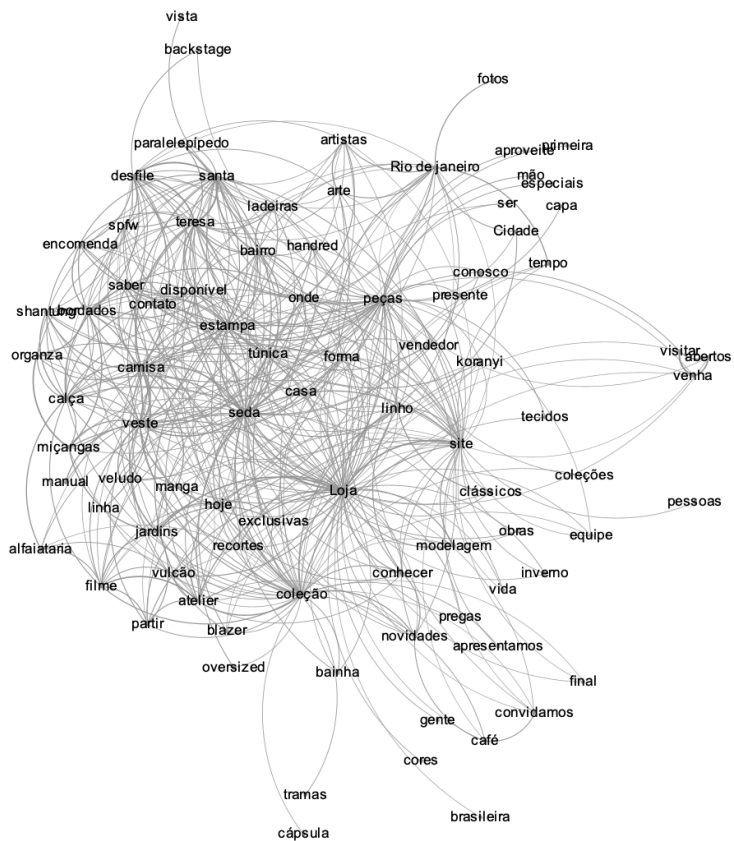 vista
backstage
fotos
paralelepípedo
artistas
primeira
aproveite
Rio de janeiro
desfile
santa
mão
especiais
arte
ser
capa
ladeiras
teresa
spfw
Cidade
encomenda
bairro
handred
tempo
conosco
saber
disponível
contato
onde
peças
presente
shantung
bordados
estampa
vendedor
visitar
abertos
organza
túnica
forma
koranyi
camisa
venha
calça
casa
seda
linho
tecidos
veste
site
miçangas
coleções
manual
veludo
manga
Loja
clássicos
pessoas
linha
hoje
exclusivas
jardins
obras
equipe
alfaiataria
recortes
modelagem
vulcão
conhecer
inverno
filme
vida
atelier
coleção
partir
blazer
pregas
novidades
apresentamos
oversized
bainha
final
convidamos
gente
café
cores
tramas
brasileira
cápsula